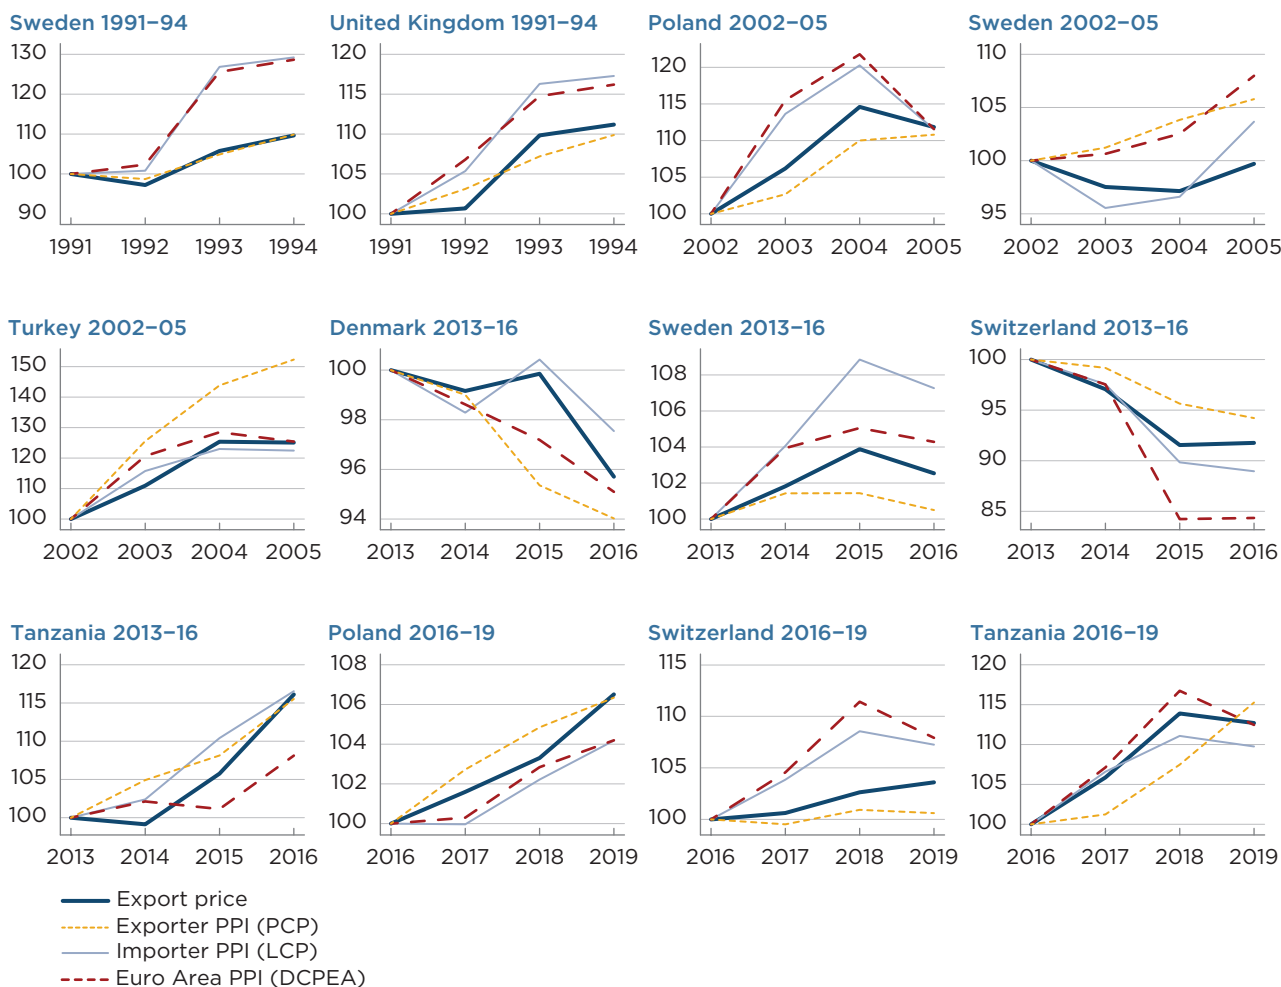 Sweden 1991–94
130
120
110
100
90
1991 1992 1993 1994
United Kingdom 1991–94
120
115
110
105
100
1991 1992 1993 1994
Poland 2002–05
120
115
110
105
100
2002 2003 2004 2005
Sweden 2002–05
110
105
100
95
2002 2003 2004 2005
Turkey 2002–05
150
140
130
120
110
100
2002 2003 2004 2005
Denmark 2013–16
100
98
96
94
2013 2014 2015 2016
Sweden 2013–16
108
106
104
102
100
2013 2014 2015 2016
Switzerland 2013–16
100
95
90
85
2013 2014 2015 2016
Tanzania 2013–16
120
115
110
105
100
2013 2014 2015 2016
Poland 2016–19
108
106
104
102
100
2016 2017 2018 2019
Switzerland 2016–19
115
110
105
100
2016 2017 2018 2019
Tanzania 2016–19
120
115
110
105
100
2016 2017 2018 2019
Export price
Exporter PPI (PCP)
Importer PPI (LCP)
Euro Area PPI (DCPEA)